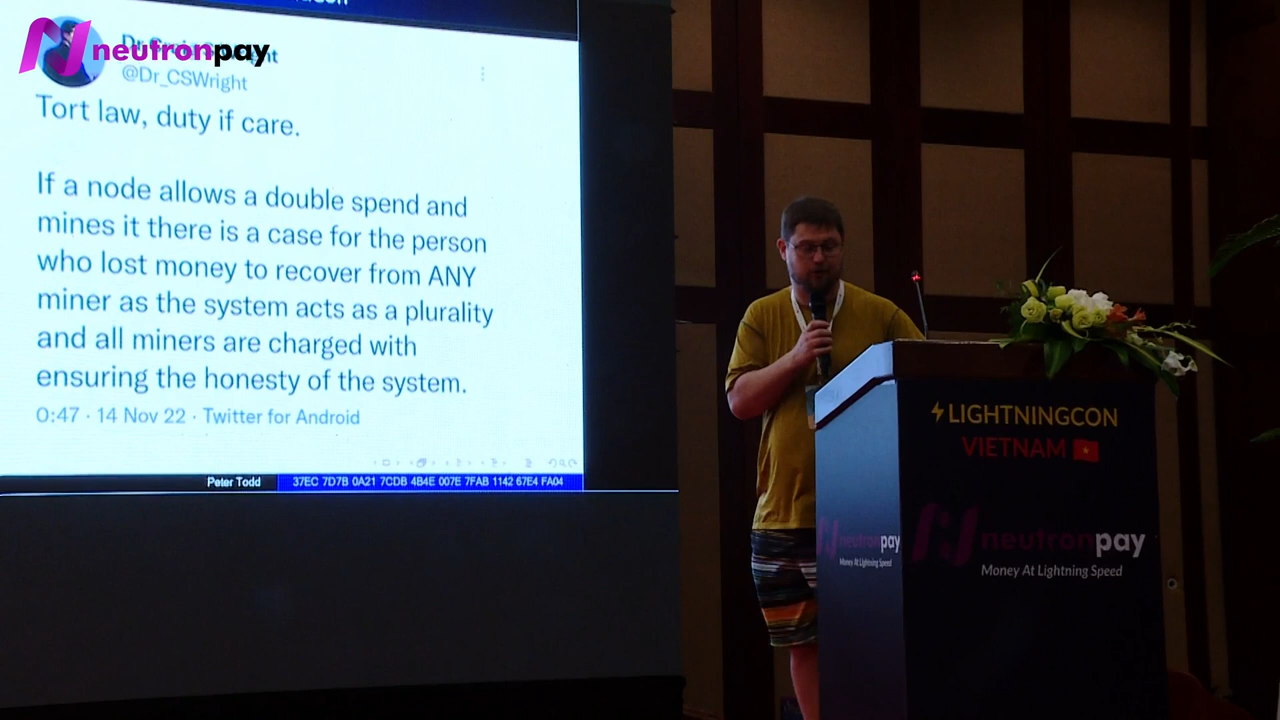 neutronpay
@Dr_CSWright
Tort law, duty if care.
If a node allows a double spend and
mines it there is a case for the person
who lost money to recover from ANY
miner as the system acts as a plurality
and all miners are charged with
ensuring the honesty of the system.
0:47 · 14 Nov 22 · Twitter for Android
Peter Todd
37EC 7D7B 0A21 7CDB 4B4E 007E 7FAB 1142 67E4 FA04
LIGHTNINGCON
VIETNAM
neutronpay
Money At Lightning Speed
neutronpay
Money At Lightning Speed